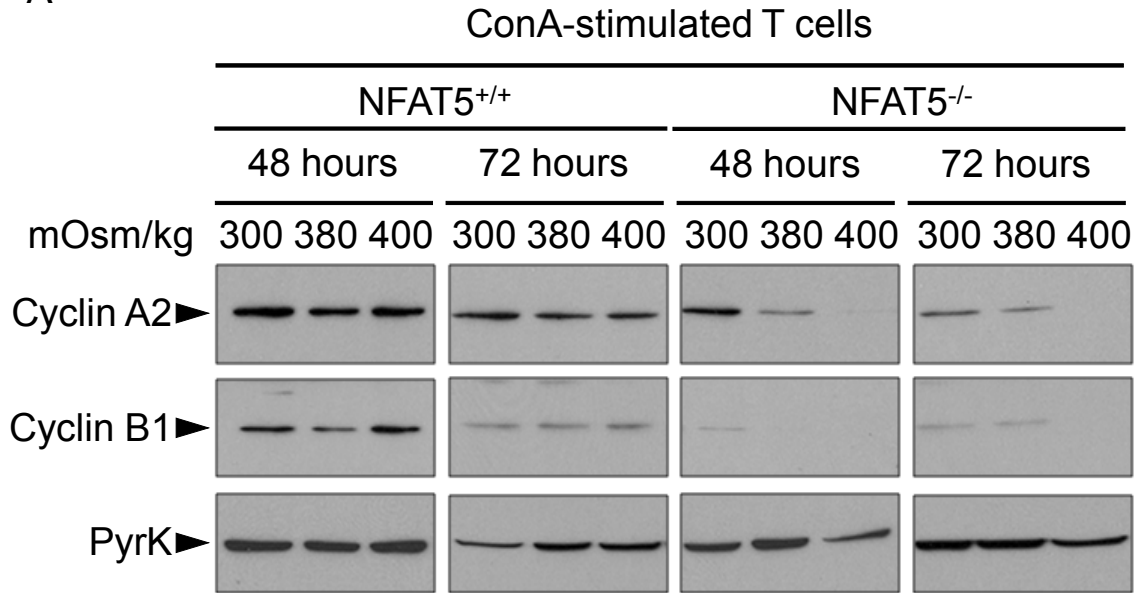 ConA-stimulated T cells
NFAT5+/+ NFAT5-/-
48 hours 72 hours 48 hours 72 hours
mOsm/kg 300 380 400 300 380 400 300 380 400 300 380 400
Cyclin A2
Cyclin B1
PyrK